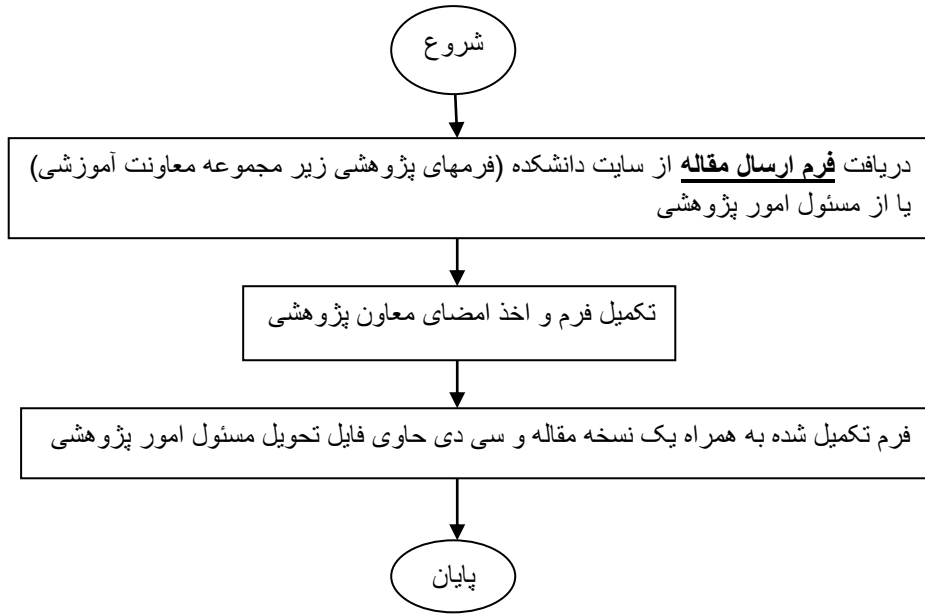 شروع
دریافت فرم ارسال مقاله از سایت دانشکده (فرمهای پژوهشی زیر مجموعه معاونت آموزشی)
یا از مسئول امور پژوهشی
تکمیل فرم و اخذ امضای معاون پژوهشی
فرم تکمیل شده به همراه یک نسخه مقاله و سی دی حاوی فایل تحویل مسئول امور پژوهشی
پایان